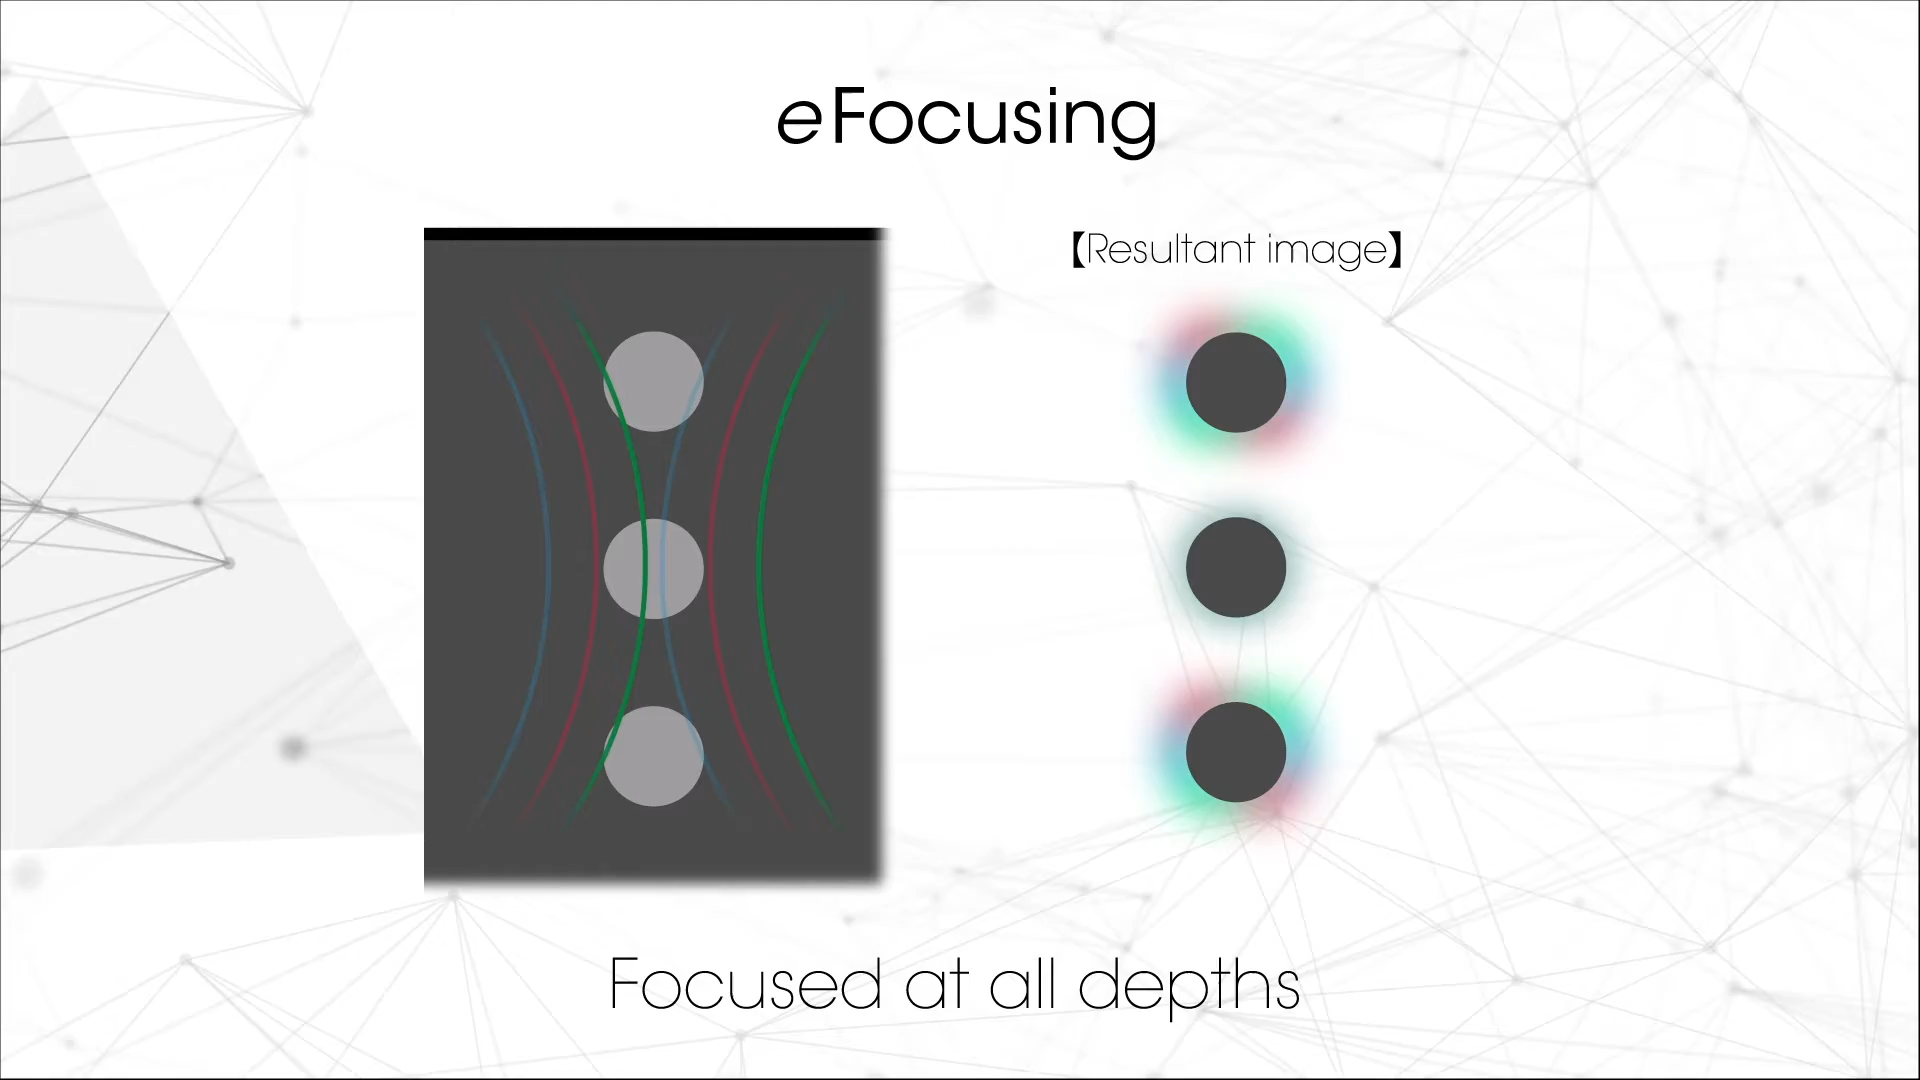 eFocusing
【Resultant image】
Focused at all depths